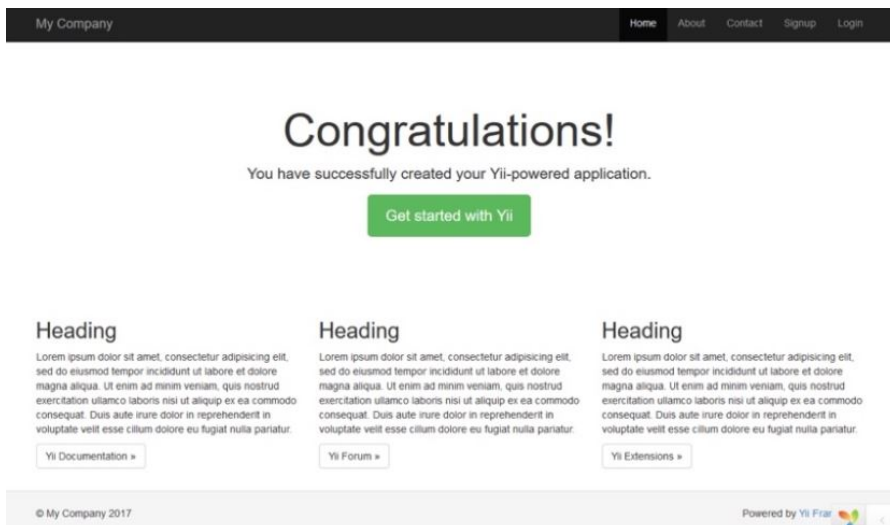 My Company
Home About Contact Signup Login
Congratulations!
You have successfully created your Yii-powered application.
Get started with Yii
Heading
Lorem ipsum dolor sit amet, consectetur adipisicing elit,
sed do eiusmod tempor incididunt ut labore et dolore
magna aliqua. Ut enim ad minim veniam, quis nostrud
exercitation ullamco laboris nisi ut aliquip ex ea commodo
consequat. Duis aute irure dolor in reprehenderit in
voluptate velit esse cillum dolore eu fugiat nulla pariatur.
Yii Documentation »
Heading
Lorem ipsum dolor sit amet, consectetur adipisicing elit,
sed do eiusmod tempor incididunt ut labore et dolore
magna aliqua. Ut enim ad minim veniam, quis nostrud
exercitation ullamco laboris nisi ut aliquip ex ea commodo
consequat. Duis aute irure dolor in reprehenderit in
voluptate velit esse cillum dolore eu fugiat nulla pariatur.
Yii Forum »
Heading
Lorem ipsum dolor sit amet, consectetur adipisicing elit,
sed do eiusmod tempor incididunt ut labore et dolore
magna aliqua. Ut enim ad minim veniam, quis nostrud
exercitation ullamco laboris nisi ut aliquip ex ea commodo
consequat. Duis aute irure dolor in reprehenderit in
voluptate velit esse cillum dolore eu fugiat nulla pariatur.
Yii Extensions »
© My Company 2017
Powered by Yii Fra